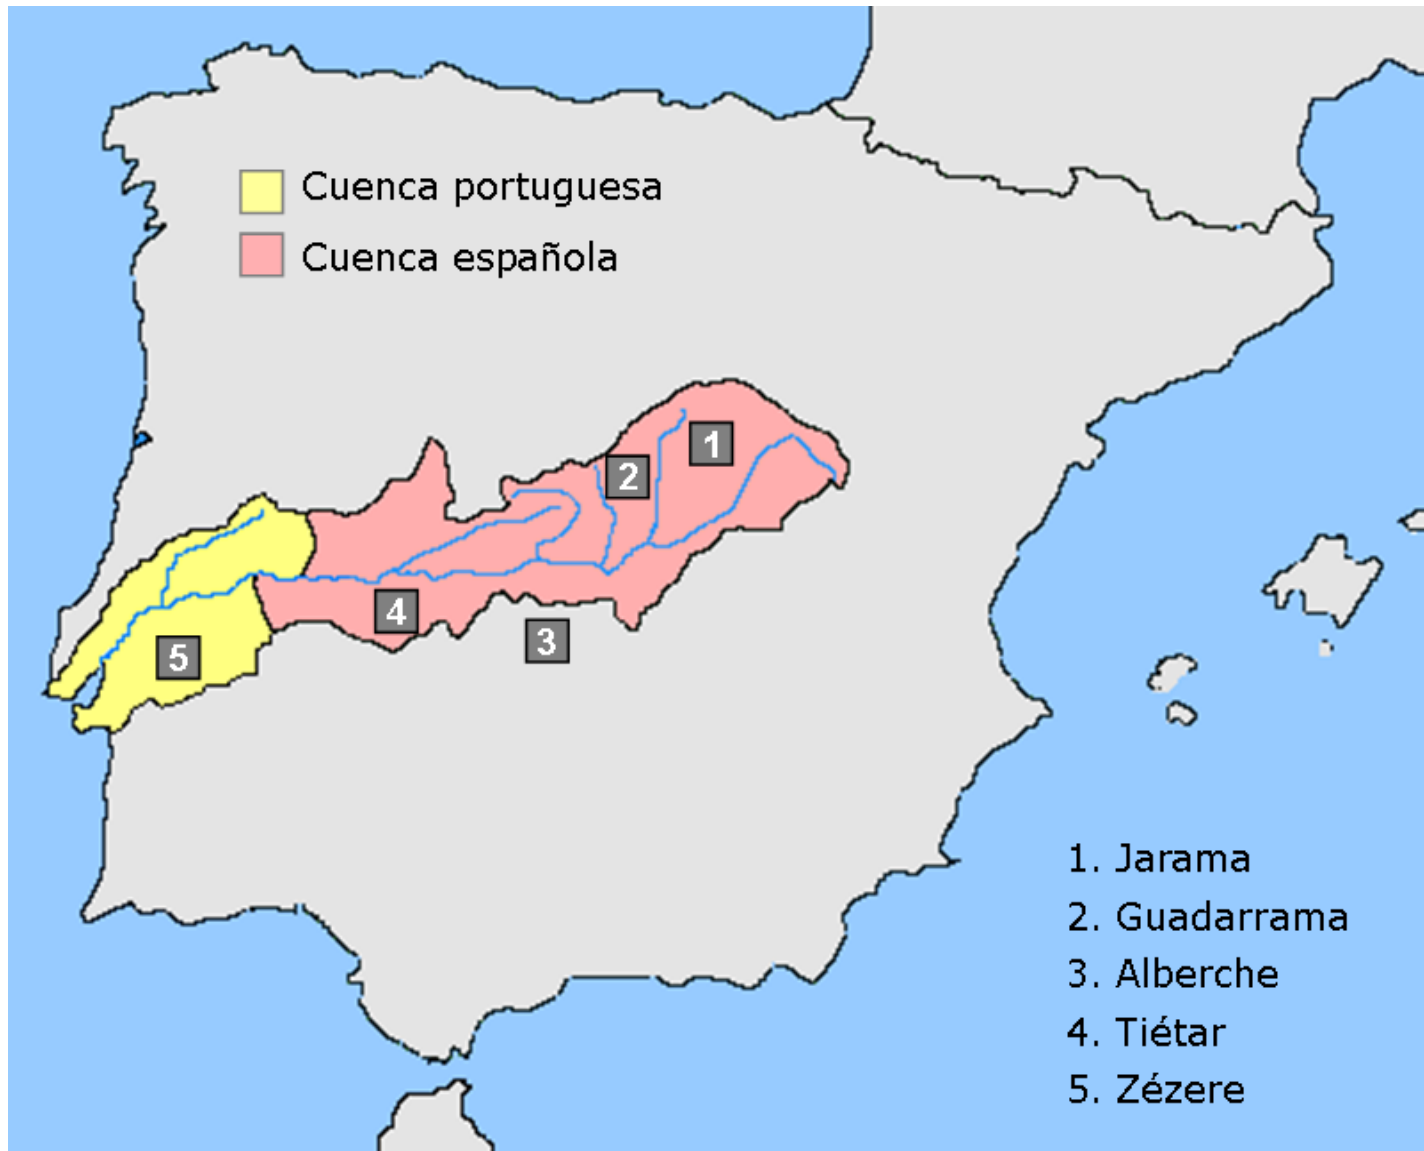 Cuenca portuguesa
Cuenca española
1
2
4
3
5
1. Jarama
2. Guadarrama
3. Alberche
4. Tiétar
5. Zézere